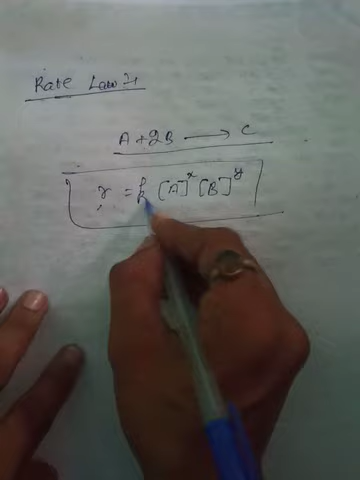 Rate Law :-
A + 2B ⟶ C
r = k [A]^x [B]^y